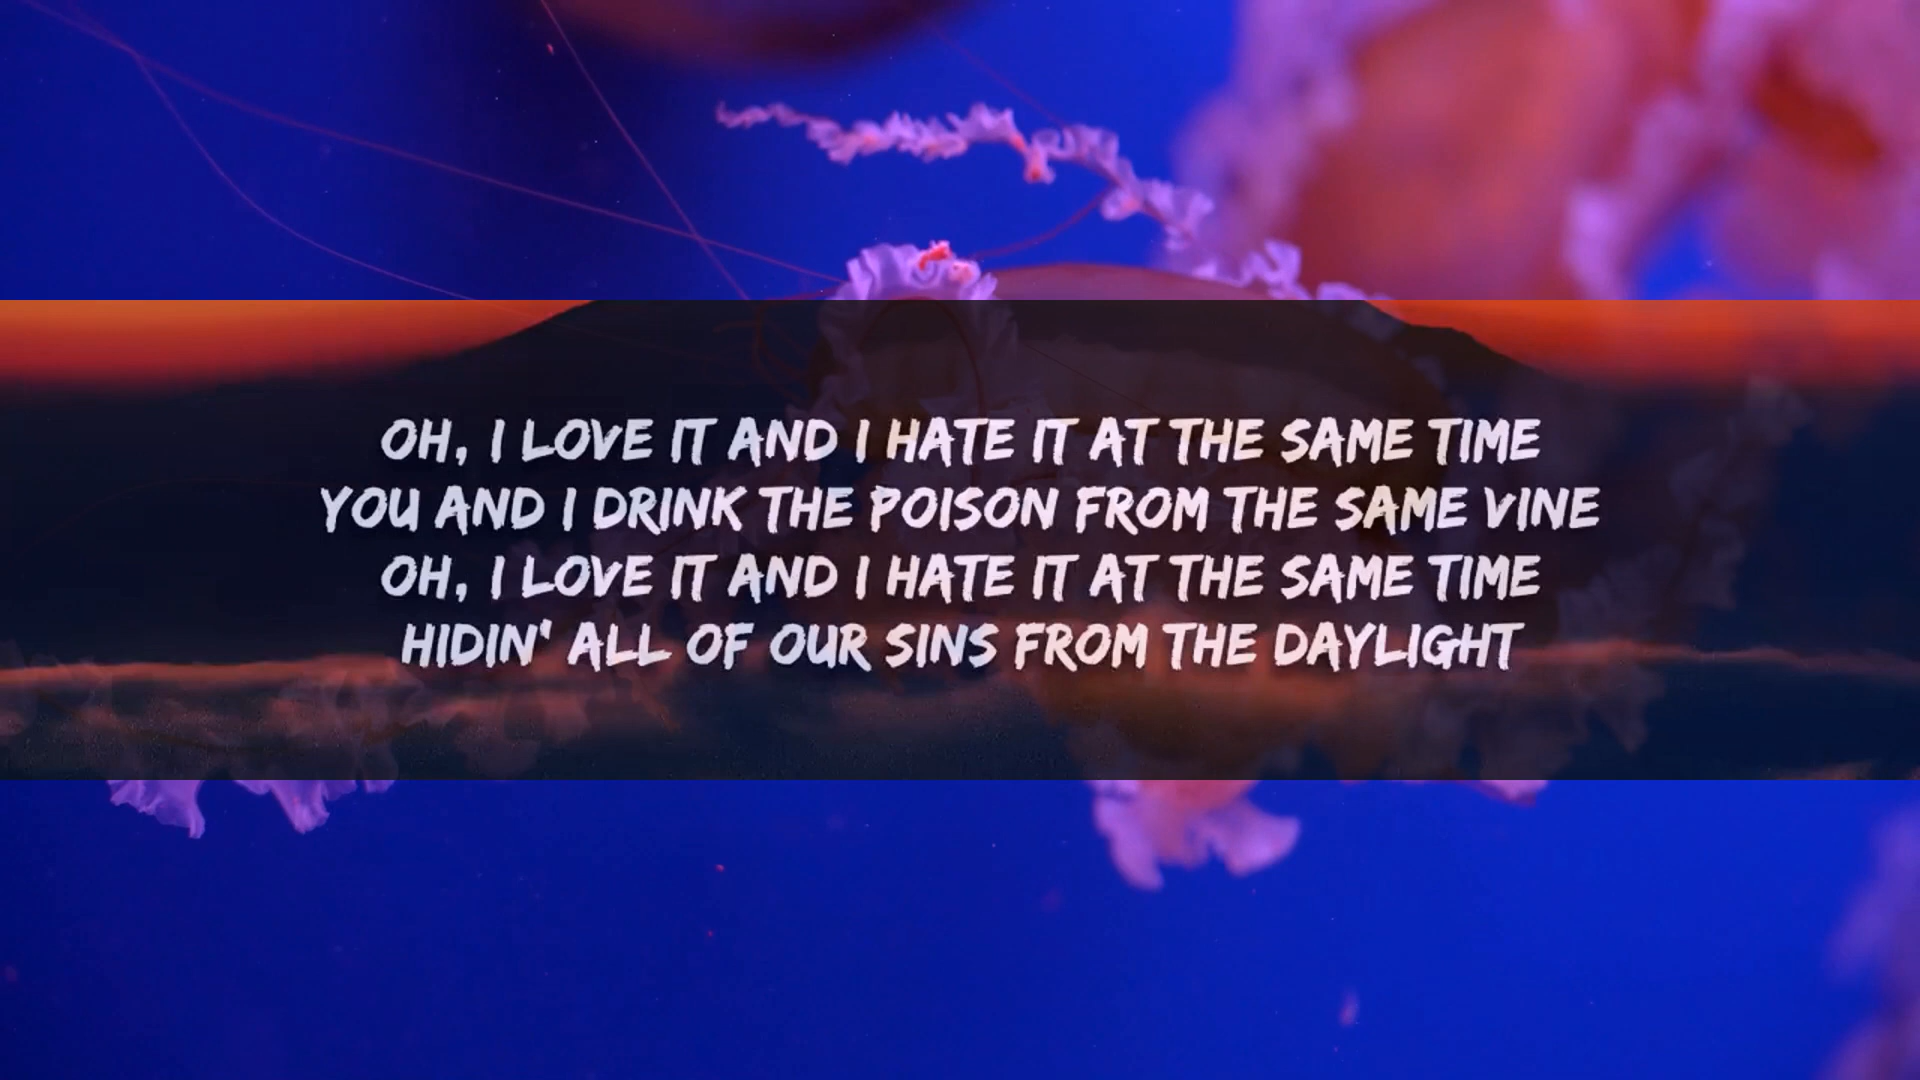 OH, I LOVE IT AND I HATE IT AT THE SAME TIME
YOU AND I DRINK THE POISON FROM THE SAME VINE
OH, I LOVE IT AND I HATE IT AT THE SAME TIME
HIDIN' ALL OF OUR SINS FROM THE DAYLIGHT